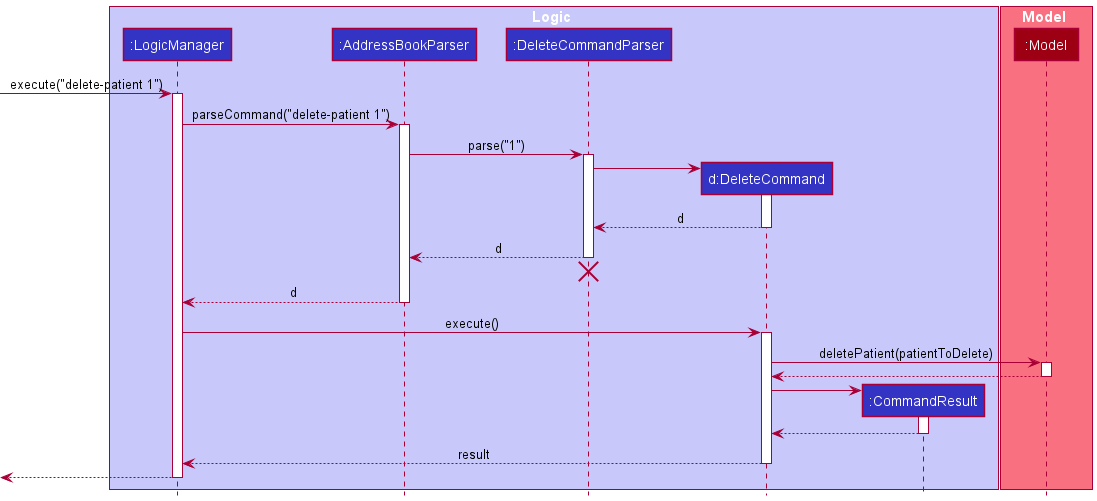 Logic
Model
:LogicManager
:AddressBookParser
:DeleteCommandParser
:Model
execute("delete-patient 1")
parseCommand("delete-patient 1")
parse("1")
d:DeleteCommand
d
d
d
execute()
deletePatient(patientToDelete)
:CommandResult
result